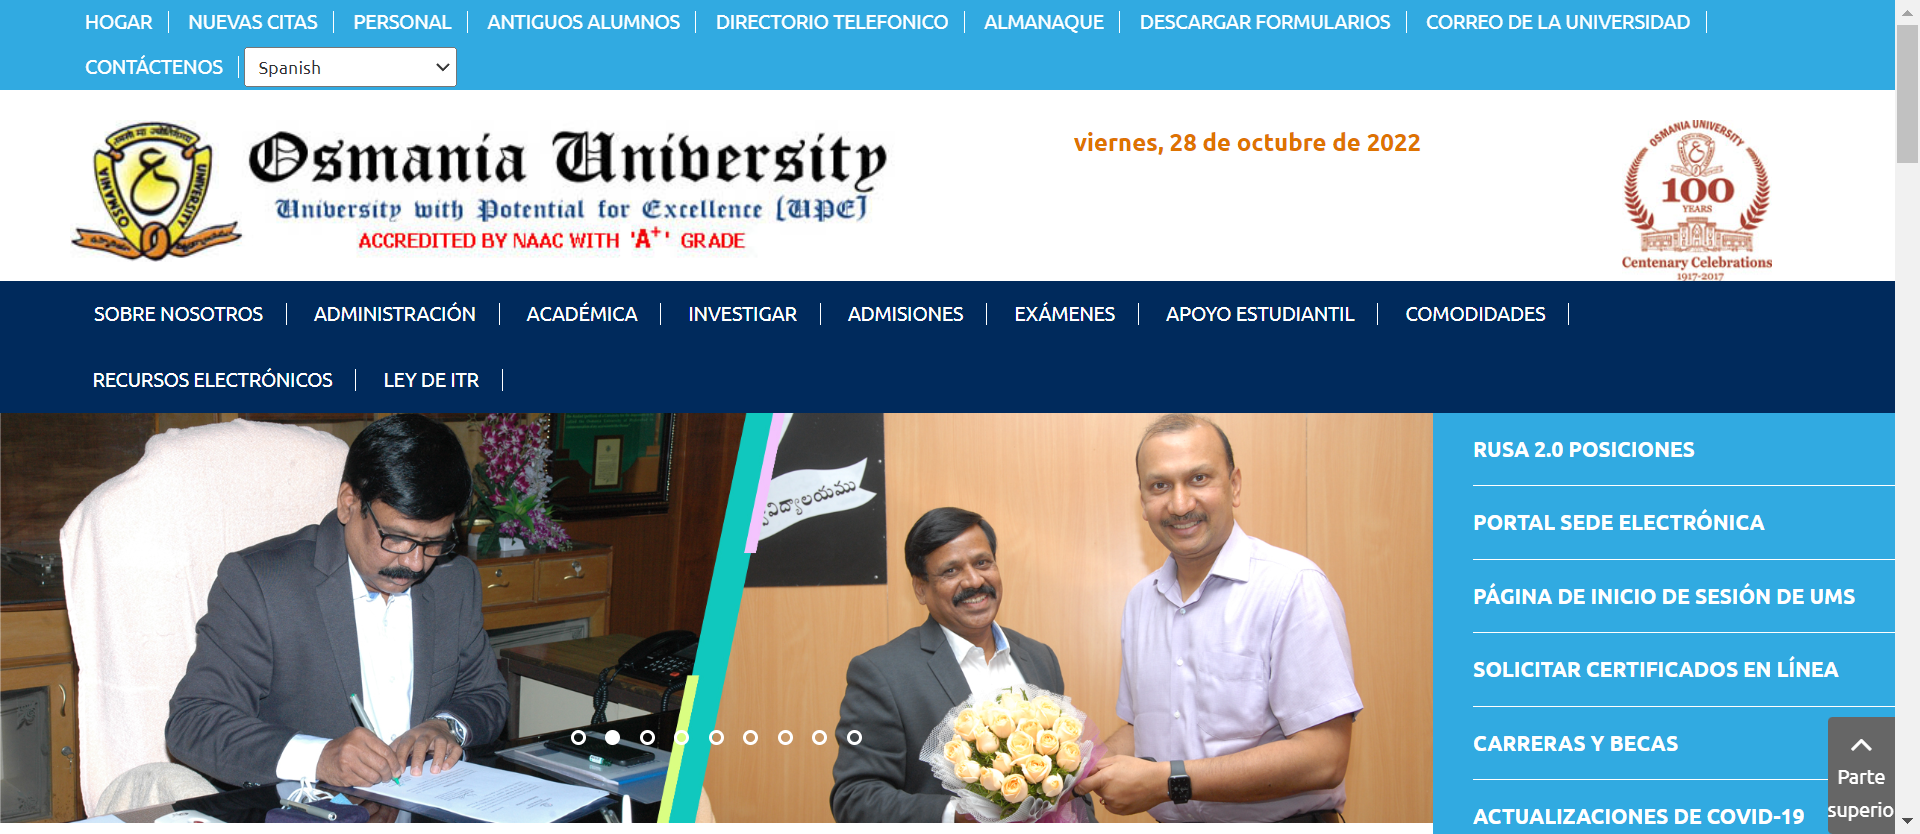 HOGAR NUEVAS CITAS PERSONAL ANTIGUOS ALUMNOS DIRECTORIO TELEFONICO ALMANAQUE DESCARGAR FORMULARIOS CORREO DE LA UNIVERSIDAD
CONTÁCTENOS Spanish
OSMANIA UNIVERSITY
Osmania University
University with Potential for Excellence [UPE]
ACCREDITED BY NAAC WITH 'A+' GRADE
viernes, 28 de octubre de 2022
OSMANIA UNIVERSITY
100
YEARS
Centenary Celebrations
1917-2017
SOBRE NOSOTROS ADMINISTRACIÓN ACADÉMICA INVESTIGAR ADMISIONES EXÁMENES APOYO ESTUDIANTIL COMODIDADES
RECURSOS ELECTRÓNICOS LEY DE ITR
RUSA 2.0 POSICIONES
PORTAL SEDE ELECTRÓNICA
PÁGINA DE INICIO DE SESIÓN DE UMS
SOLICITAR CERTIFICADOS EN LÍNEA
CARRERAS Y BECAS
ACTUALIZACIONES DE COVID-19
Parte
superio